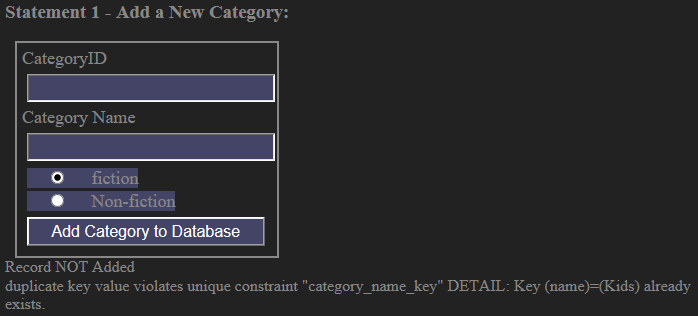 Statement 1 - Add a New Category:
CategoryID
Category Name
fiction
Non-fiction
Add Category to Database
Record NOT Added
duplicate key value violates unique constraint "category_name_key" DETAIL: Key (name)=(Kids) already
exists.